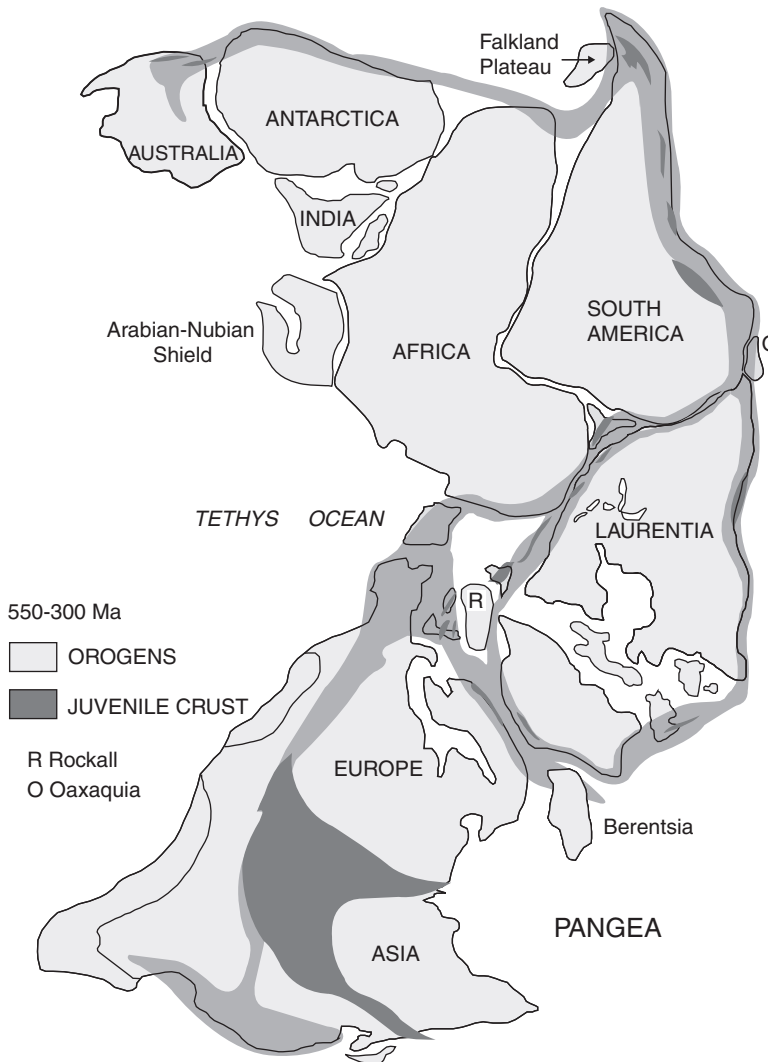 Falkland
Plateau
ANTARCTICA
AUSTRALIA
INDIA
SOUTH
AMERICA
Arabian-Nubian
Shield
AFRICA
O
TETHYS OCEAN
LAURENTIA
R
550-300 Ma
OROGENS
JUVENILE CRUST
R Rockall
O Oaxaquia
EUROPE
Berentsia
PANGEA
ASIA